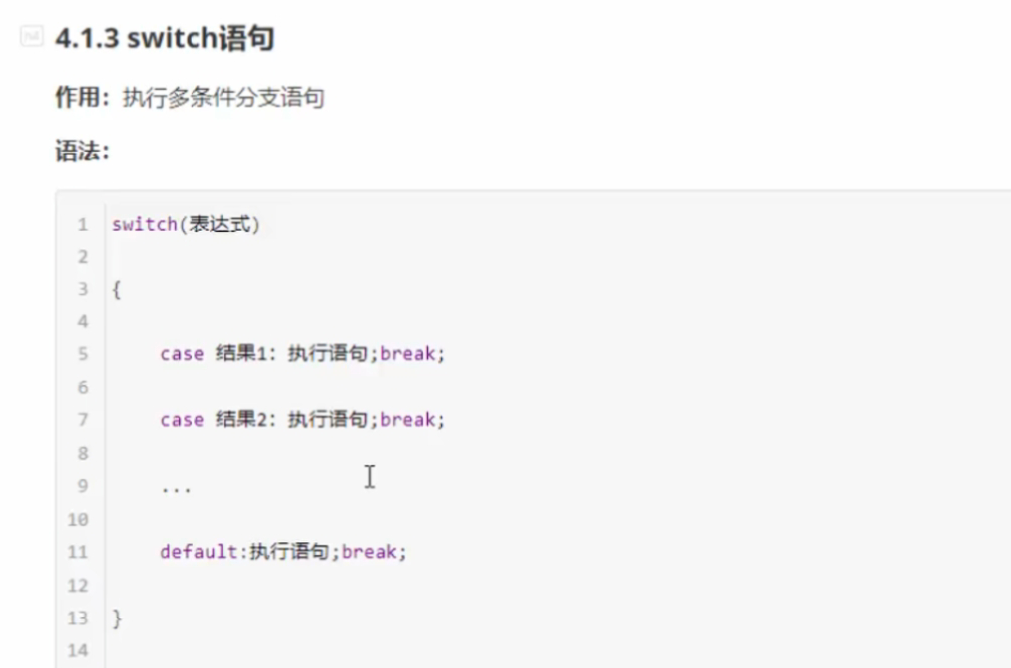 4.1.3 switch语句
作用：执行多条件分支语句
语法：
1 switch(表达式)
2
3 {
4
5 case 结果1：执行语句;break;
6
7 case 结果2：执行语句;break;
8
9 ...
10
11 default:执行语句;break;
12
13 }
14